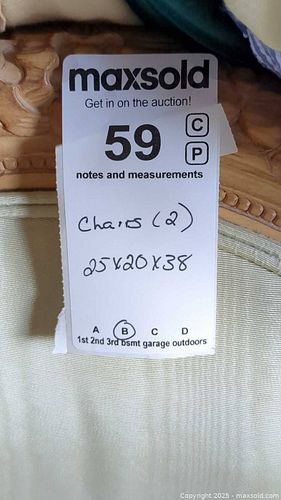 maxsold
Get in on the auction!
59
C
P
notes and measurements
Chairs (2)
25x20x38
A B C D
1st 2nd 3rd bsmt garage outdoors
Copyright 2025 - maxsold.com